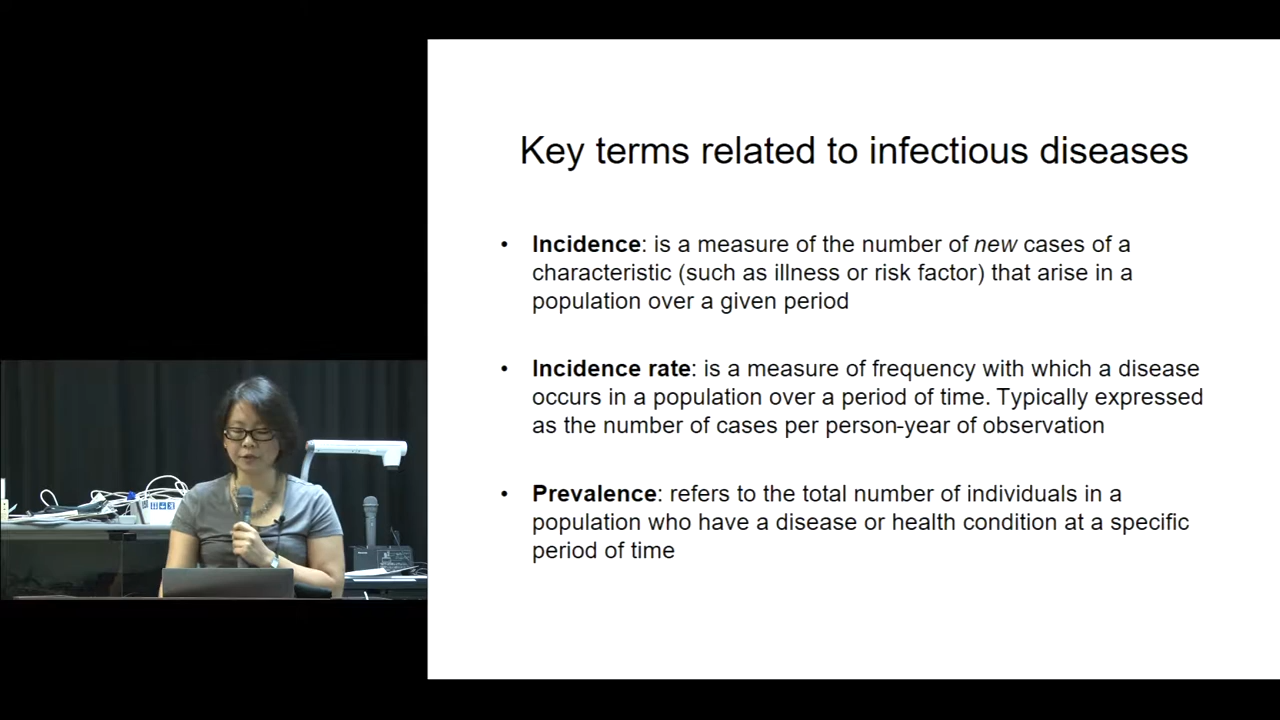 Key terms related to infectious diseases
• Incidence: is a measure of the number of new cases of a
characteristic (such as illness or risk factor) that arise in a
population over a given period
• Incidence rate: is a measure of frequency with which a disease
occurs in a population over a period of time. Typically expressed
as the number of cases per person-year of observation
• Prevalence: refers to the total number of individuals in a
population who have a disease or health condition at a specific
period of time